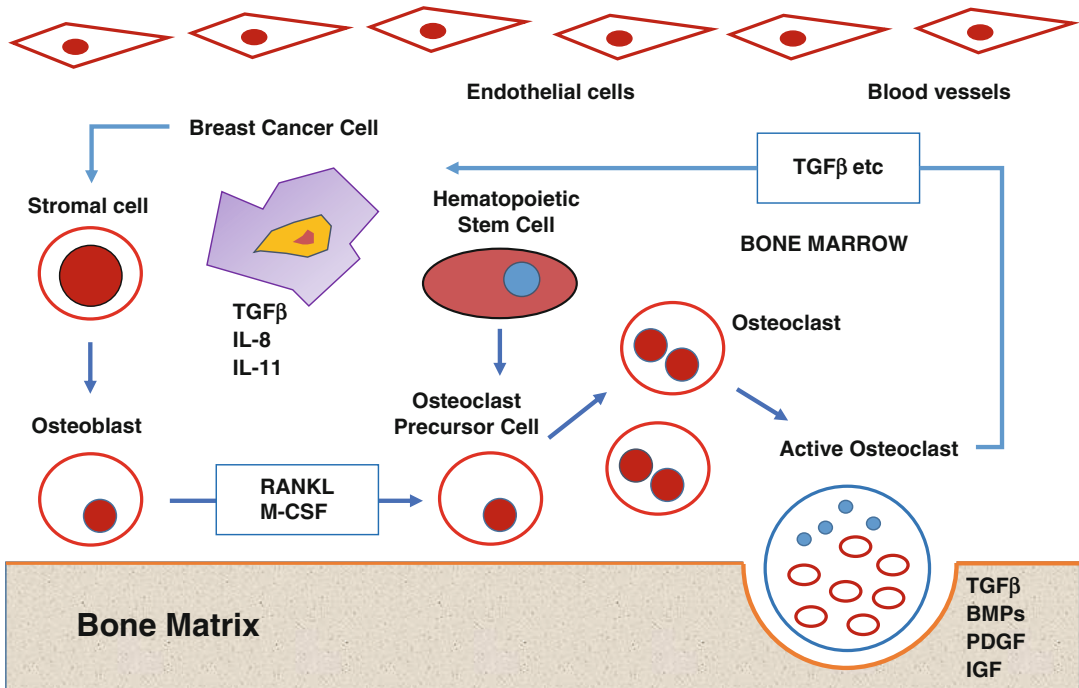 Endothelial cells
Blood vessels
Breast Cancer Cell
TGFβ etc
Stromal cell
Hematopoietic
Stem Cell
BONE MARROW
TGFβ
IL-8
IL-11
Osteoclast
Osteoblast
Osteoclast
Precursor Cell
Active Osteoclast
RANKL
M-CSF
Bone Matrix
TGFβ
BMPs
PDGF
IGF